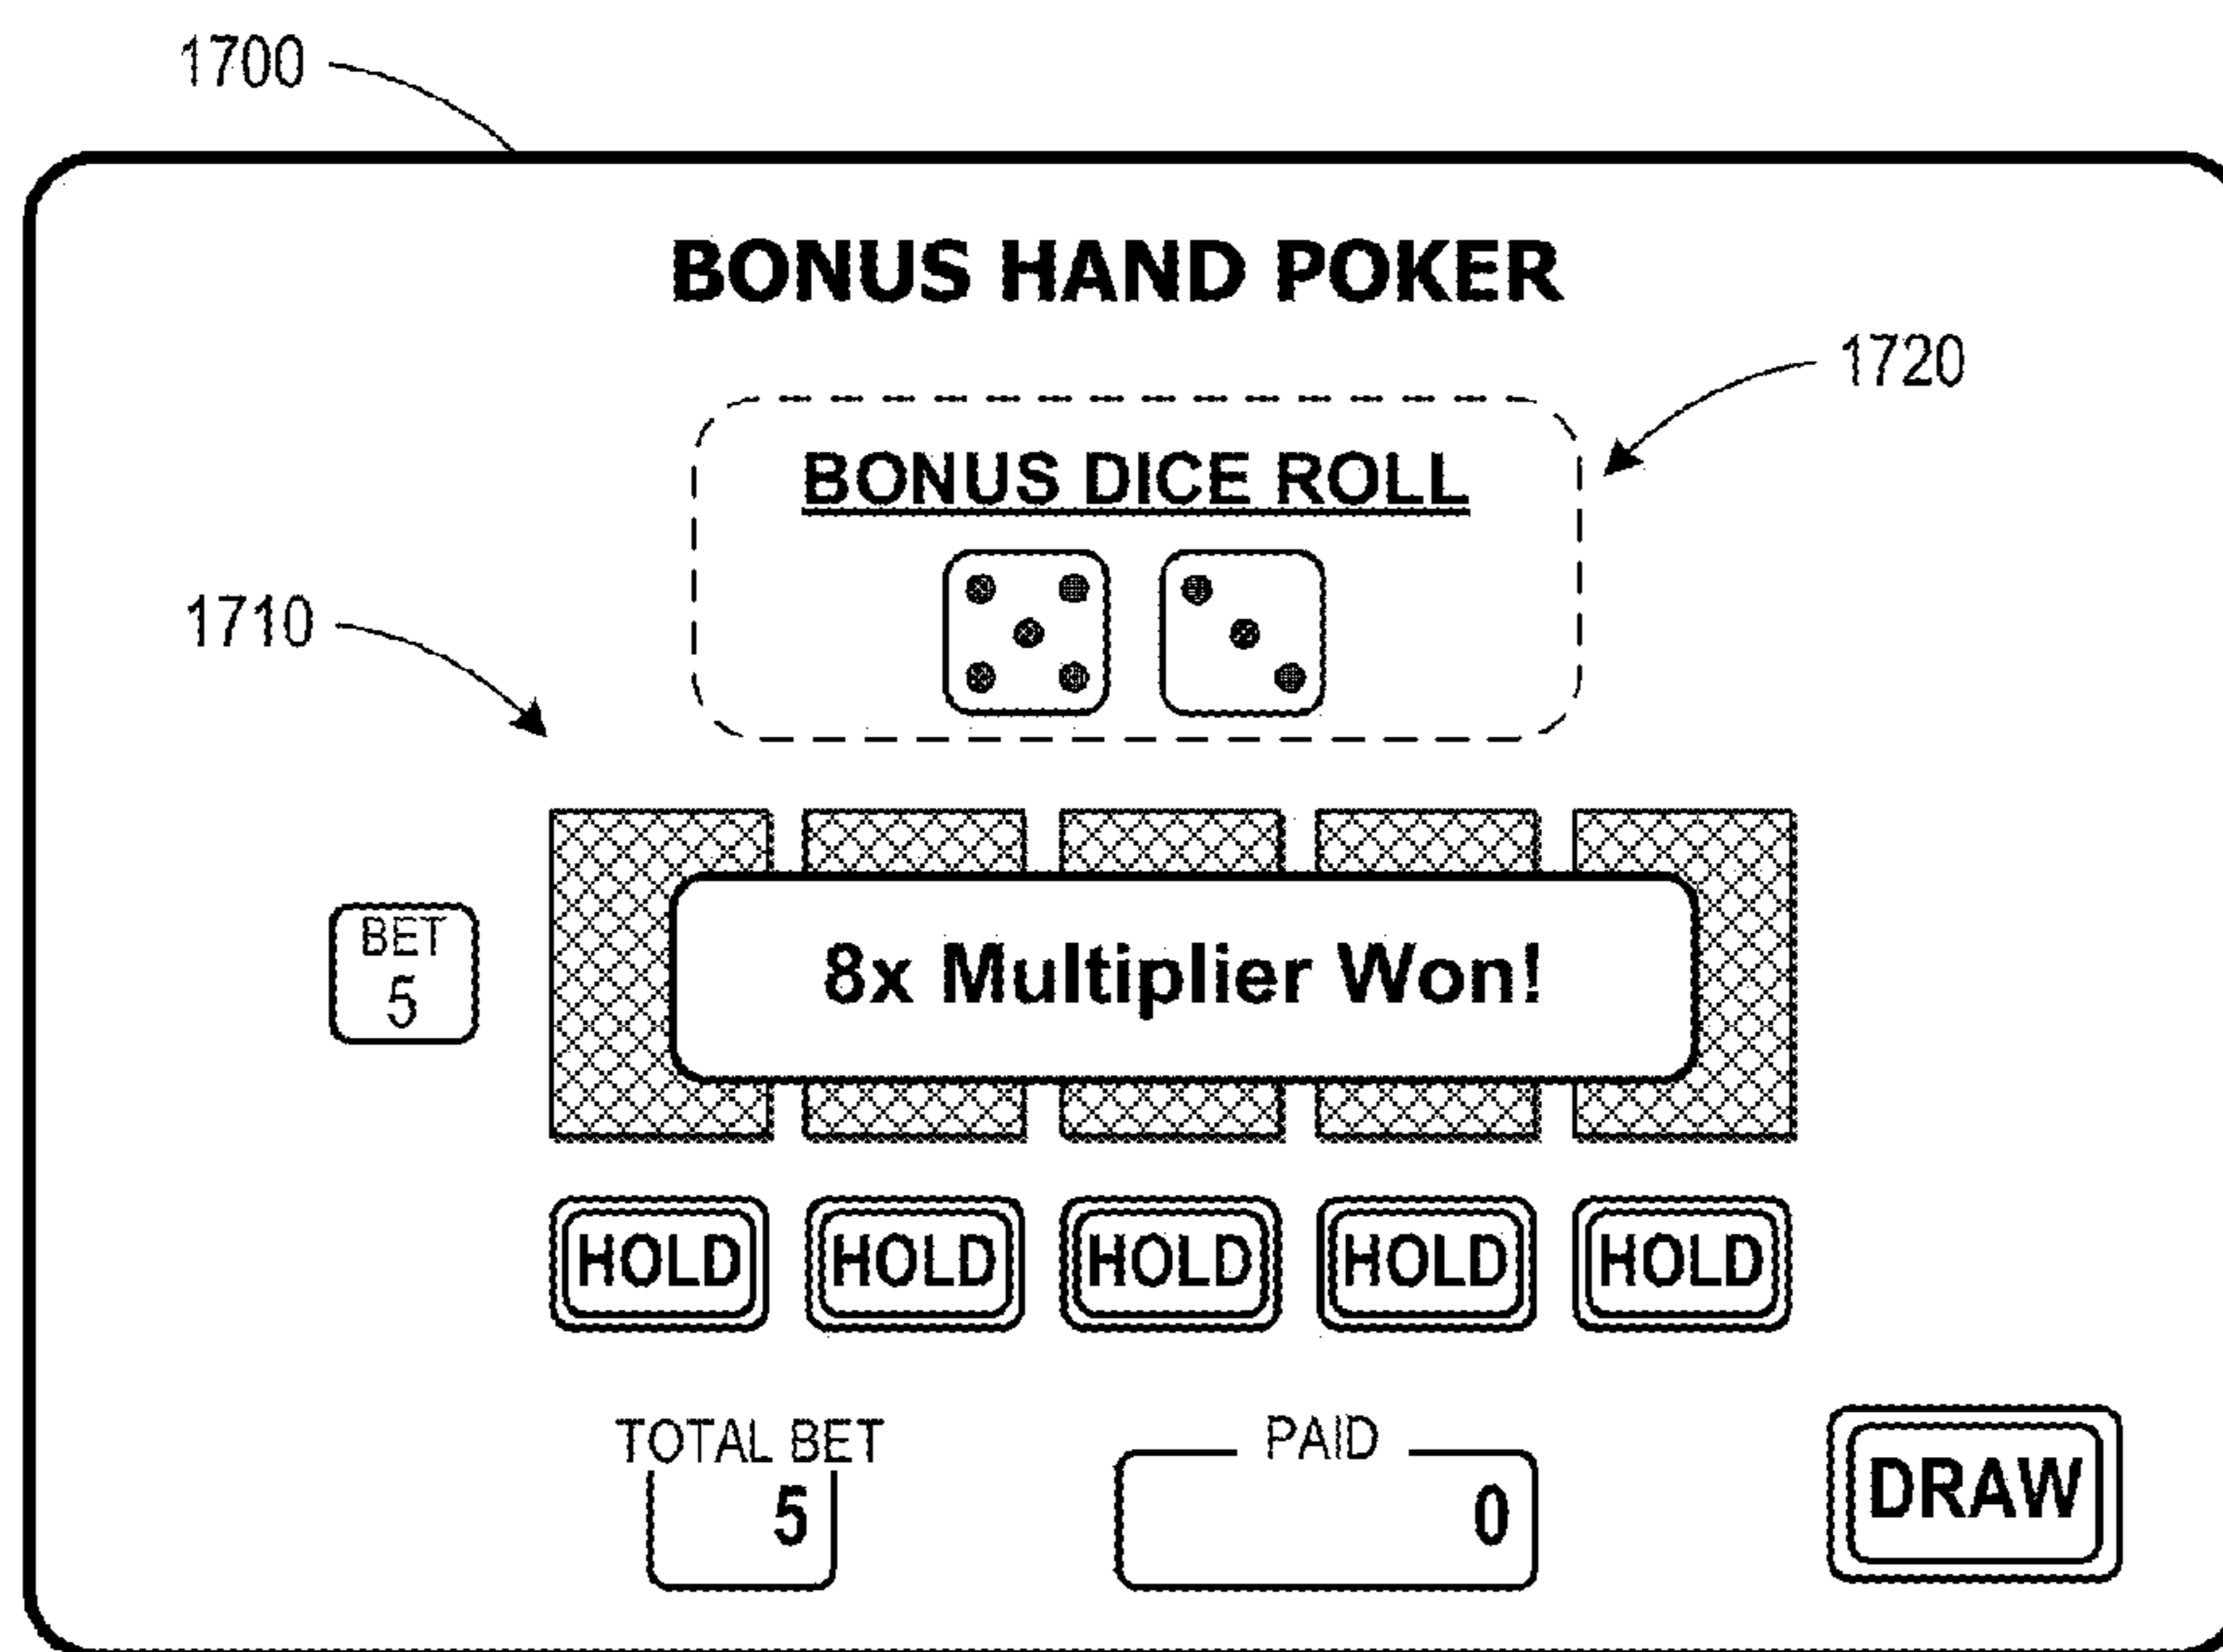 1700
BONUS HAND POKER
1720
BONUS DICE ROLL
1710
BET
5
8x Multiplier Won!
HOLD HOLD HOLD HOLD HOLD
TOTAL BET
5
PAID
0
DRAW